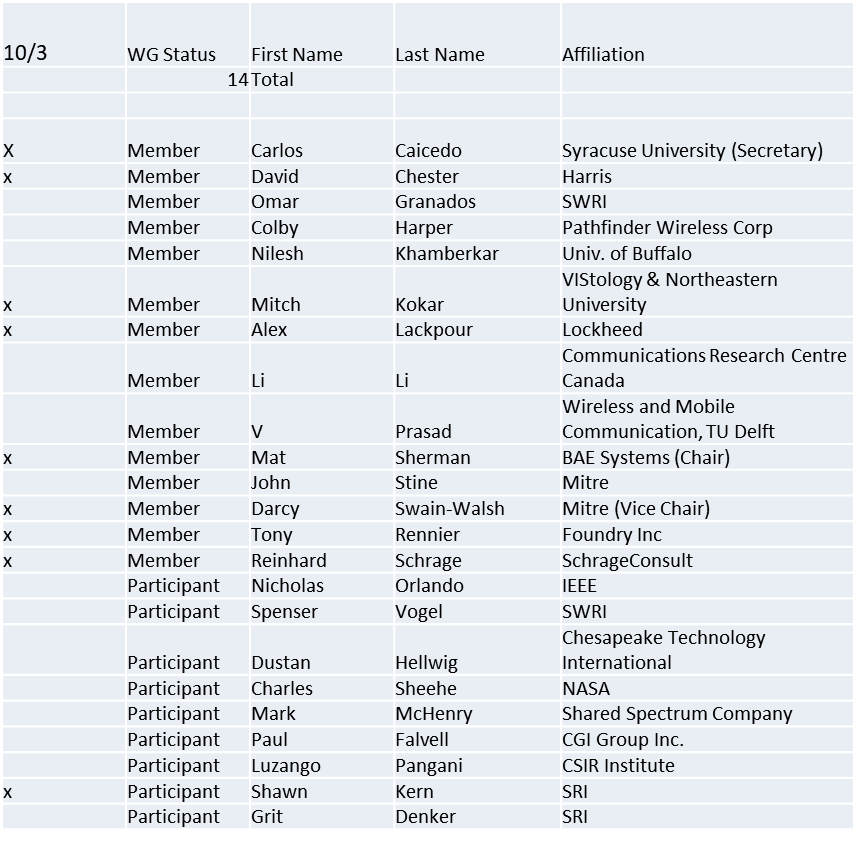 10/3 WG Status First Name Last Name Affiliation
14 Total
X Member Carlos Caicedo Syracuse University (Secretary)
x Member David Chester Harris
Member Omar Granados SWRI
Member Colby Harper Pathfinder Wireless Corp
Member Nilesh Khamberkar Univ. of Buffalo
VIStology & Northeastern
x Member Mitch Kokar University
x Member Alex Lackpour Lockheed
Communications Research Centre
Member Li Li Canada
Wireless and Mobile
Member V Prasad Communication, TU Delft
x Member Mat Sherman BAE Systems (Chair)
Member John Stine Mitre
x Member Darcy Swain-Walsh Mitre (Vice Chair)
x Member Tony Rennier Foundry Inc
x Member Reinhard Schrage SchrageConsult
Participant Nicholas Orlando IEEE
Participant Spenser Vogel SWRI
Chesapeake Technology
Participant Dustan Hellwig International
Participant Charles Sheehe NASA
Participant Mark McHenry Shared Spectrum Company
Participant Paul Falvell CGI Group Inc.
Participant Luzango Pangani CSIR Institute
x Participant Shawn Kern SRI
Participant Grit Denker SRI